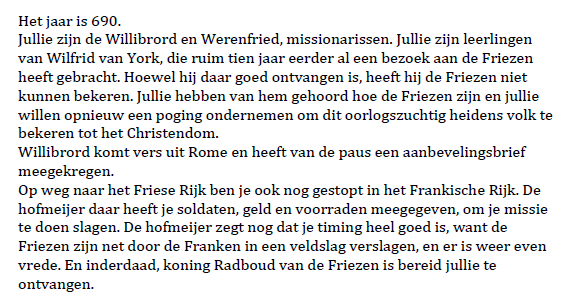 Het jaar is 690.
Jullie zijn de Willibrord en Werenfried, missionarissen. Jullie zijn leerlingen
van Wilfrid van York, die ruim tien jaar eerder al een bezoek aan de Friezen
heeft gebracht. Hoewel hij daar goed ontvangen is, heeft hij de Friezen niet
kunnen bekeren. Jullie hebben van hem gehoord hoe de Friezen zijn en jullie
willen opnieuw een poging ondernemen om dit oorlogszuchtig heidens volk te
bekeren tot het Christendom.
Willibrord komt vers uit Rome en heeft van de paus een aanbevelingsbrief
meegekregen.
Op weg naar het Friese Rijk ben je ook nog gestopt in het Frankische Rijk. De
hofmeijer daar heeft je soldaten, geld en voorraden meegegeven, om je missie
te doen slagen. De hofmeijer zegt nog dat je timing heel goed is, want de
Friezen zijn net door de Franken in een veldslag verslagen, en er is weer even
vrede. En inderdaad, koning Radboud van de Friezen is bereid jullie te
ontvangen.